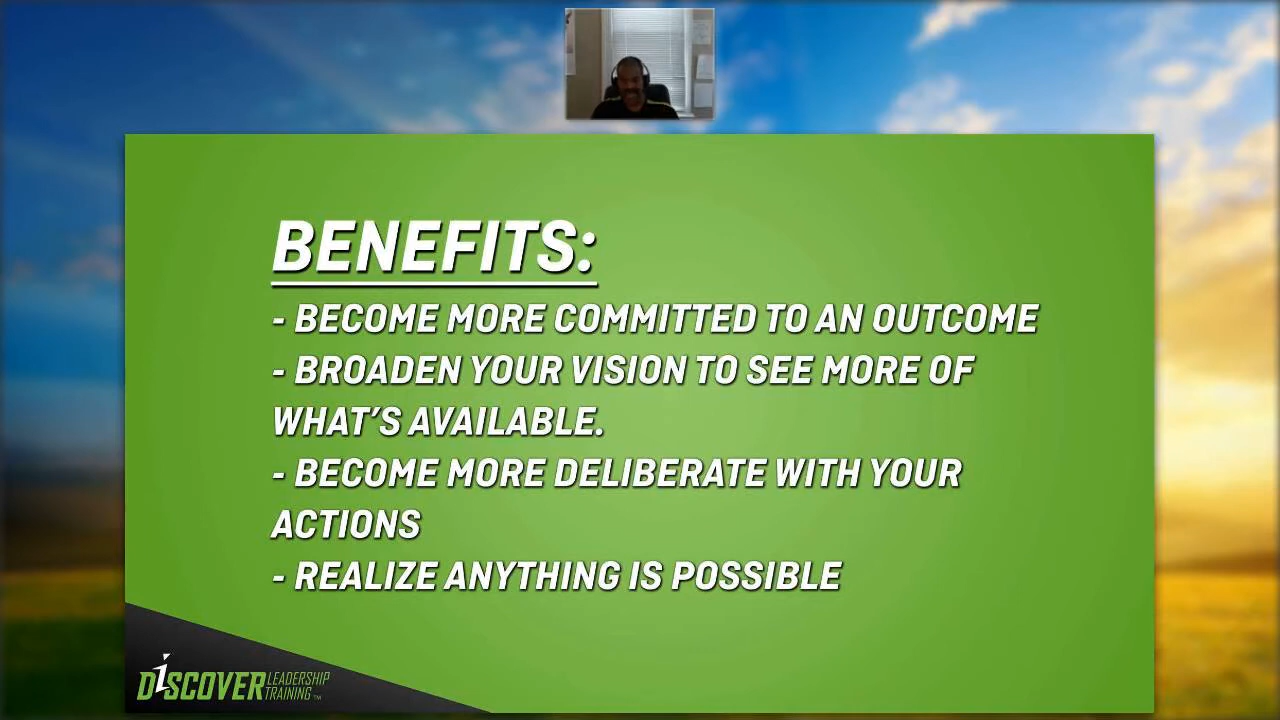 BENEFITS:
- BECOME MORE COMMITTED TO AN OUTCOME
- BROADEN YOUR VISION TO SEE MORE OF
WHAT'S AVAILABLE.
- BECOME MORE DELIBERATE WITH YOUR
ACTIONS
- REALIZE ANYTHING IS POSSIBLE
DiSCOVER LEADERSHIP
TRAINING™